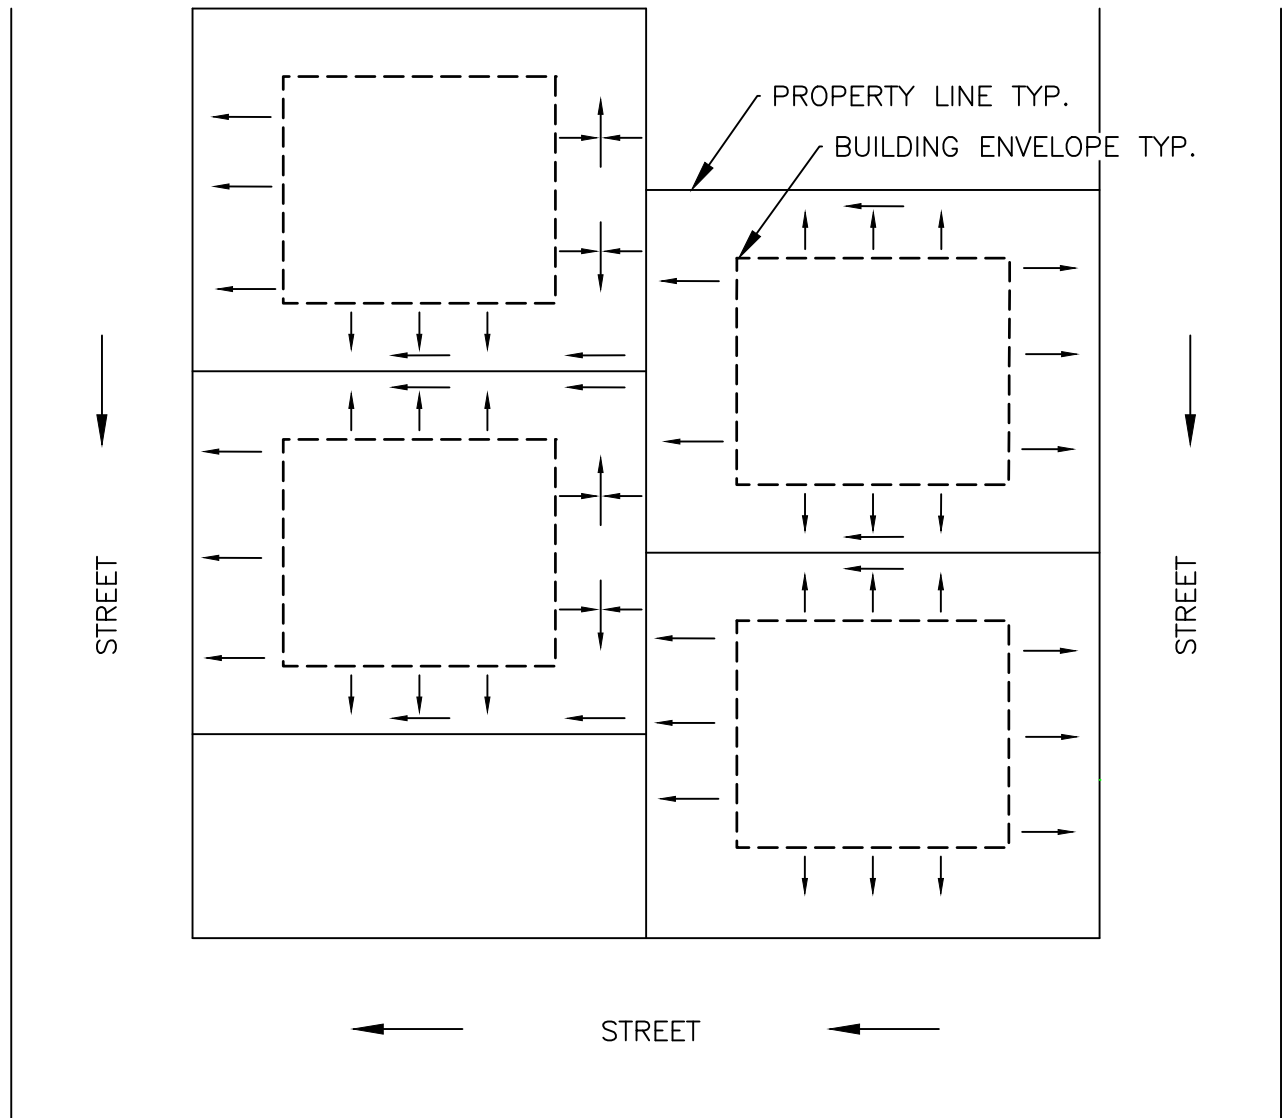 PROPERTY LINE TYP.
BUILDING ENVELOPE TYP.
STREET
STREET
STREET